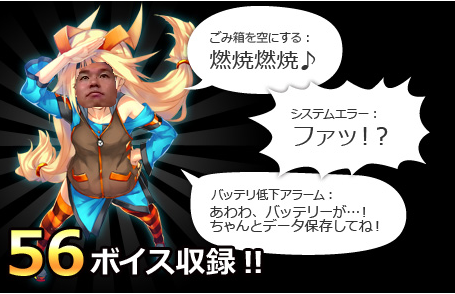 ごみ箱を空にする：
燃焼燃焼♪
システムエラー：
ファッ！？
バッテリ低下アラーム：
あわわ、バッテリーが…！
ちゃんとデータ保存してね！
56ボイス収録!!